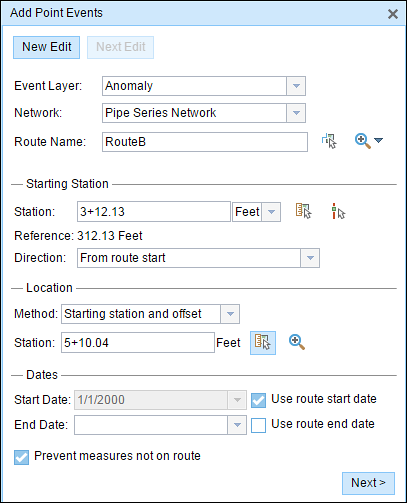 Add Point Events
New Edit Next Edit
Event Layer: Anomaly
Network: Pipe Series Network
Route Name: RouteB
Starting Station
Station: 3+12.13 Feet
Reference: 312.13 Feet
Direction: From route start
Location
Method: Starting station and offset
Station: 5+10.04 Feet
Dates
Start Date: 1/1/2000 Use route start date
End Date: Use route end date
Prevent measures not on route
Next >